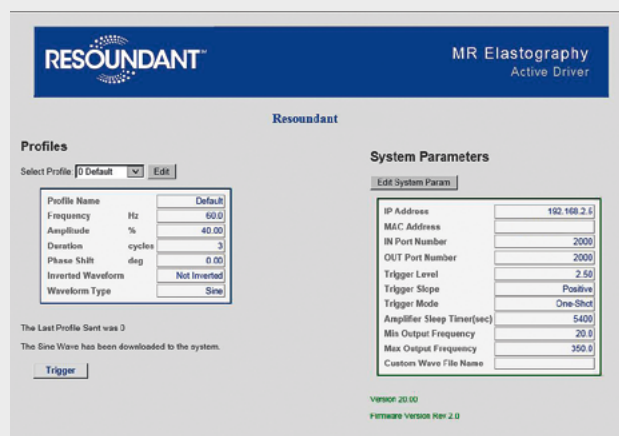 RESOUNDANT™
MR Elastography
Active Driver
Resoundant
Profiles
Select Profile: 0 Default Edit
Profile Name Default
Frequency Hz 60.0
Amplitude % 40.00
Duration cycles 3
Phase Shift deg 0.00
Inverted Waveform Not Inverted
Waveform Type Sine
The Last Profile Sent was 0
The Sine Wave has been downloaded to the system.
Trigger
System Parameters
Edit System Param
IP Address 192.168.2.5
MAC Address
IN Port Number 2000
OUT Port Number 2000
Trigger Level 2.50
Trigger Slope Positive
Trigger Mode One-Shot
Amplifier Sleep Timer(sec) 5400
Min Output Frequency 20.0
Max Output Frequency 350.0
Custom Wave File Name
Version 20.00
Firmware Version Rev 2.0